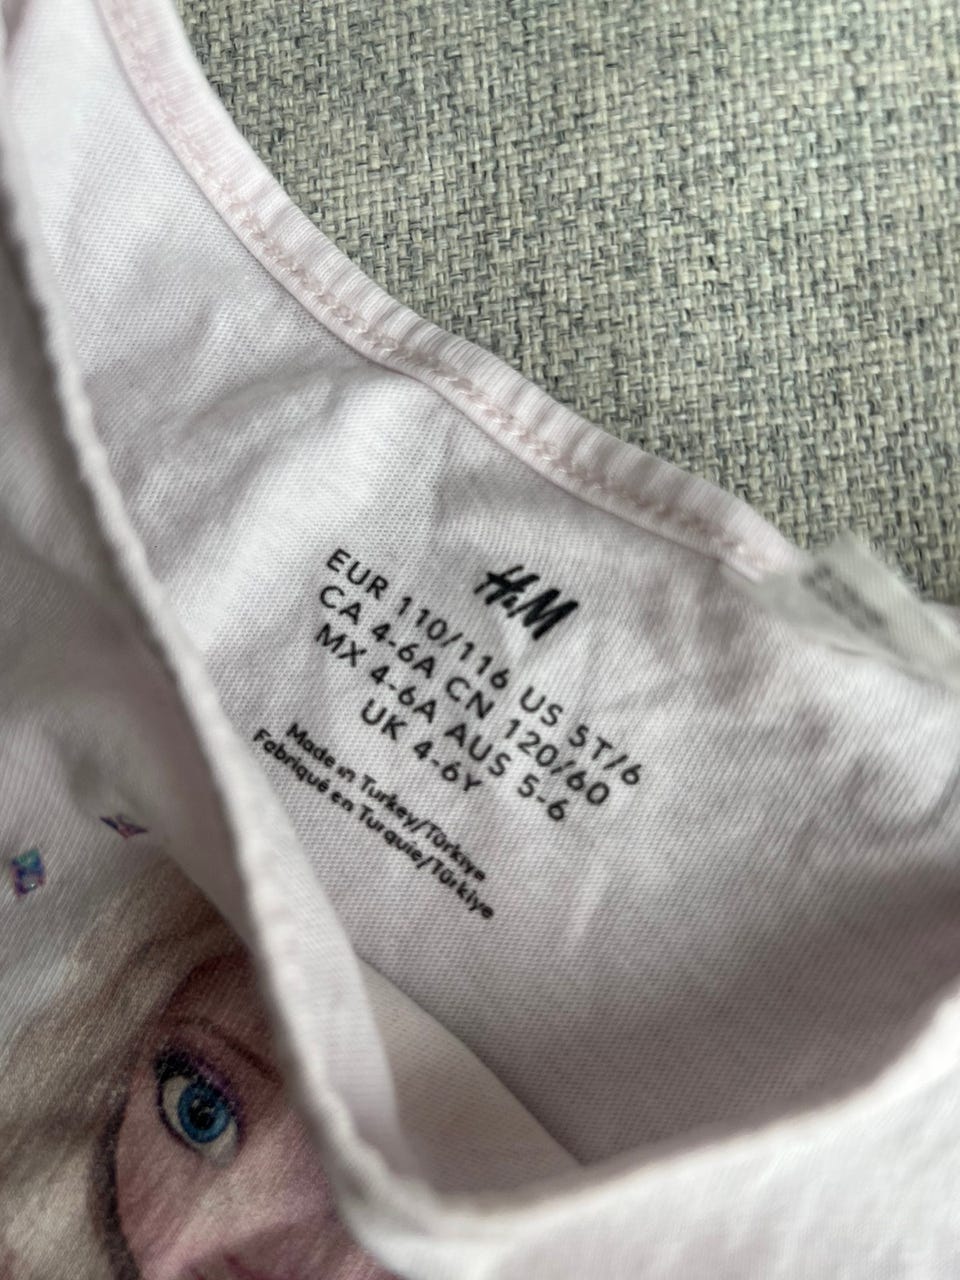 H&M
EUR 110/116 US 5T/6
CA 4-6A CN 120/60
MX 4-6A AUS 5-6
UK 4-6Y
Made in Turkey/Türkiye
Fabriqué en Turquie/Türkiye